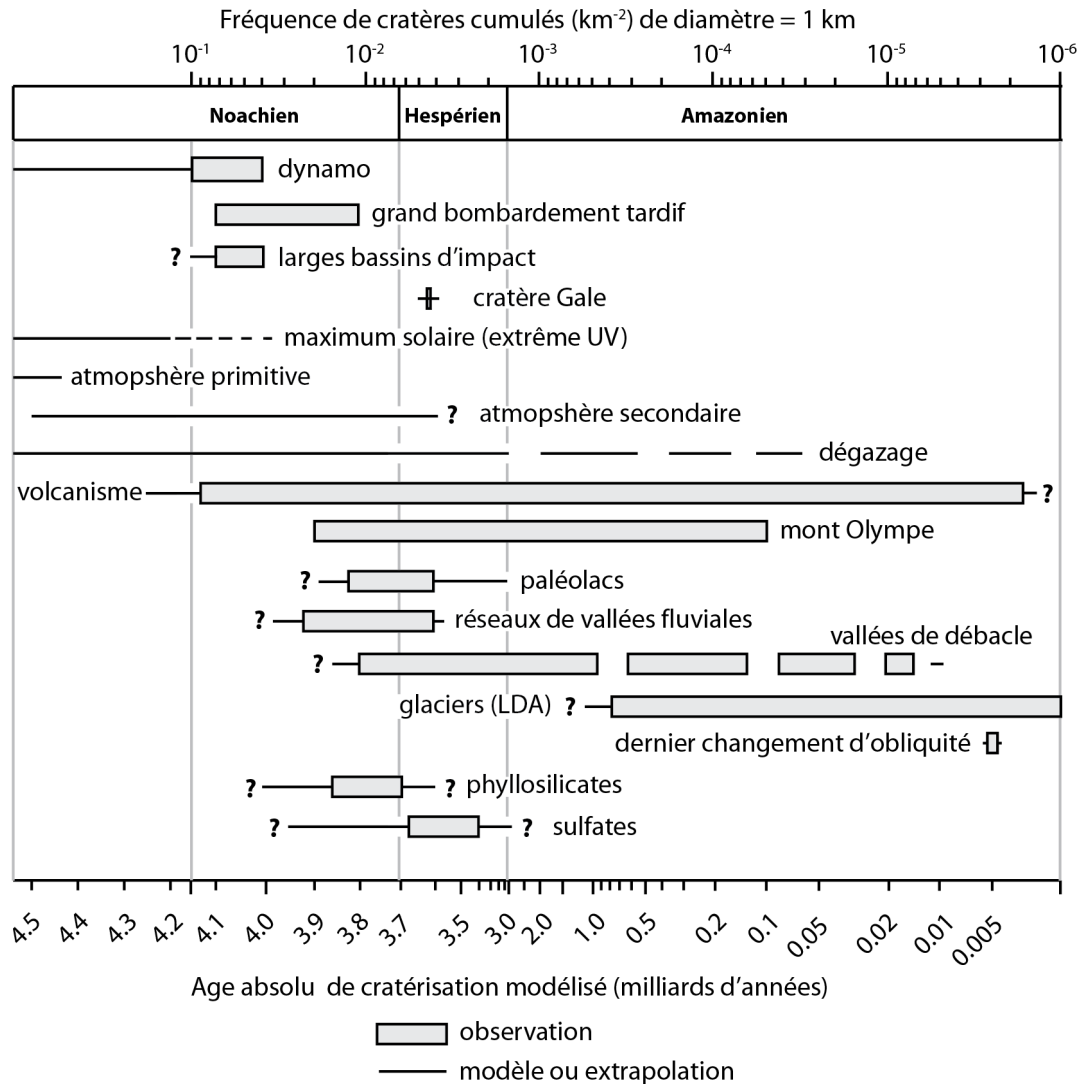 Fréquence de cratères cumulés (km-2) de diamètre = 1 km
10-1 10-2 10-3 10-4 10-5 10-6
Noachien Hespérien Amazonien
dynamo
grand bombardement tardif
? larges bassins d'impact
cratère Gale
maximum solaire (extrême UV)
atmopshère primitive
? atmopshère secondaire
dégazage
volcanisme ?
mont Olympe
? paléolacs
? réseaux de vallées fluviales
vallées de débacle
?
glaciers (LDA) ?
dernier changement d'obliquité
? ? phyllosilicates
? ? sulfates
4.5 4.4 4.3 4.2 4.1 4.0 3.9 3.8 3.7 3.5 3.0 2.0 1.0 0.5 0.2 0.1 0.05 0.02 0.01 0.005
Age absolu de cratérisation modélisé (milliards d'années)
observation
modèle ou extrapolation